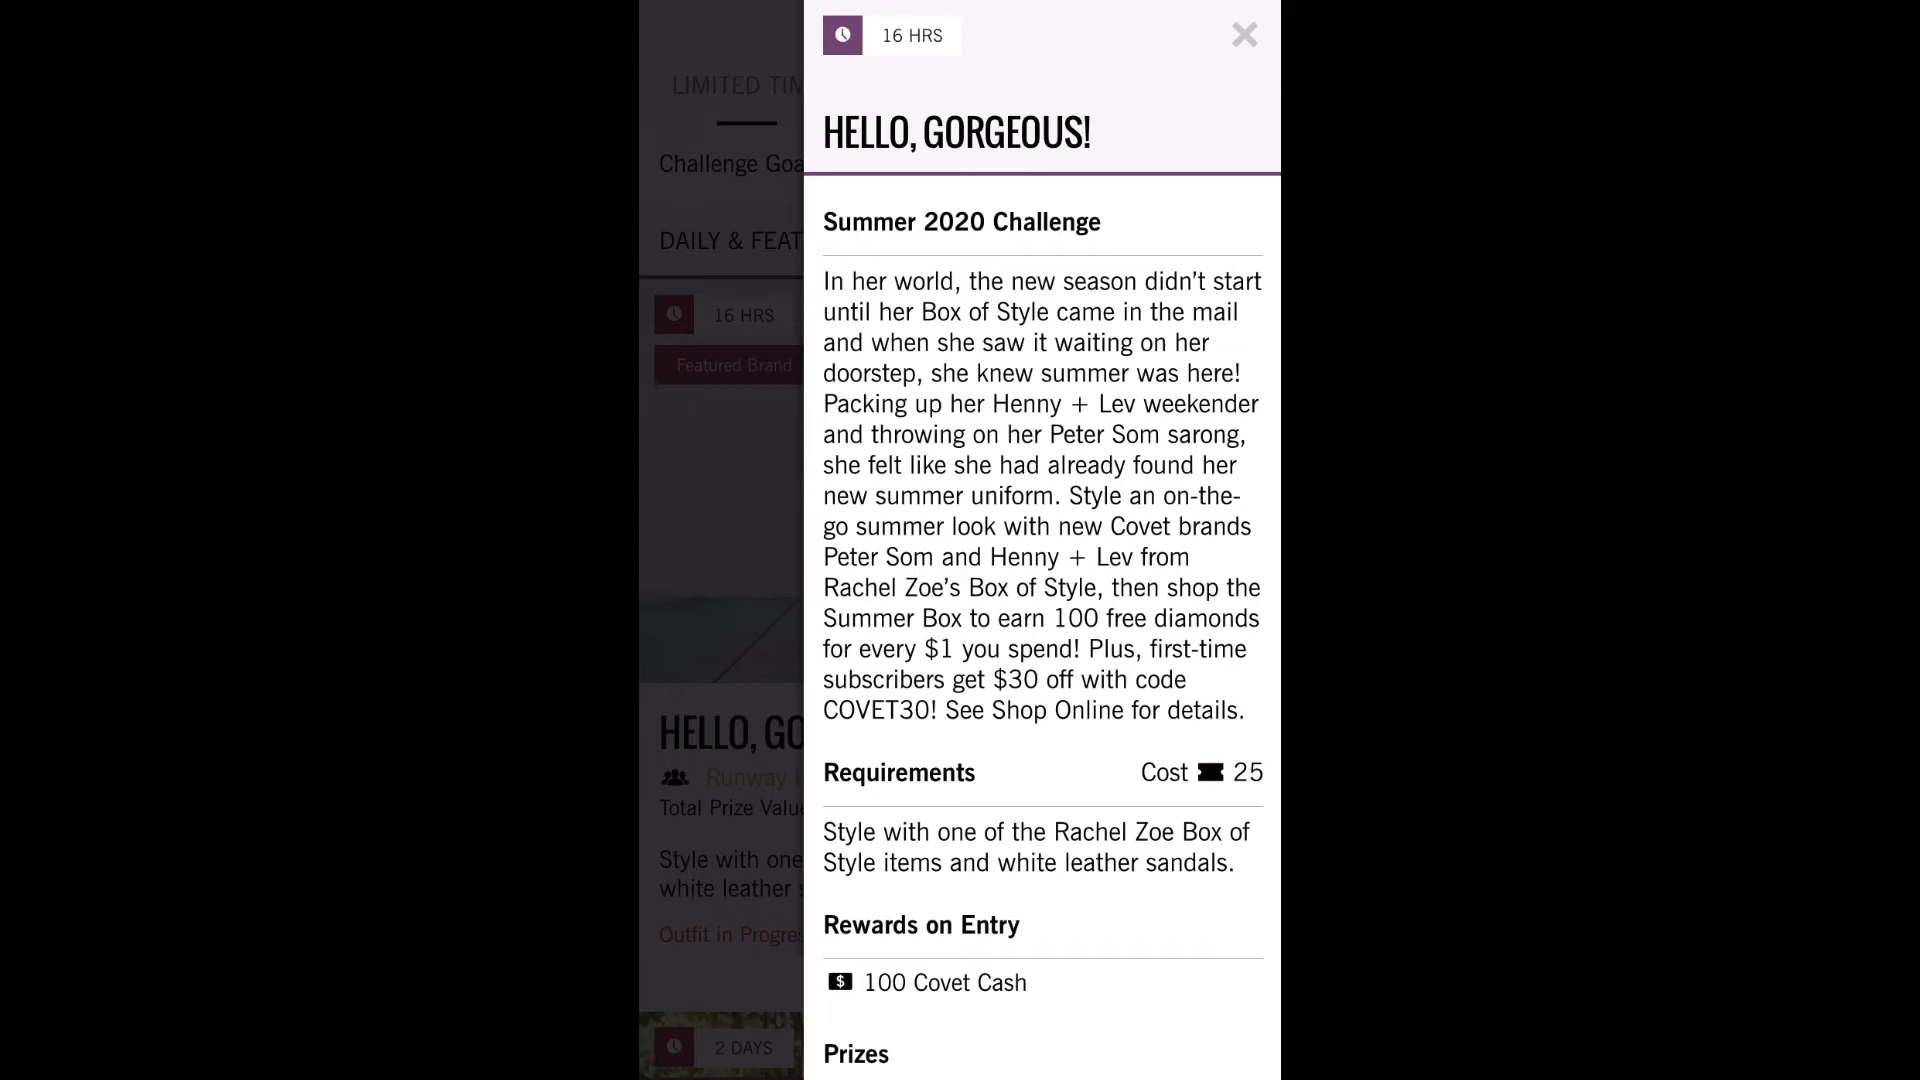 LIMITED TIM
Challenge Goa
DAILY & FEAT
16 HRS
Featured Brand
HELLO, GO
Runway
Total Prize Valu
Style with one
white leather s
Outfit in Progres
2 DAYS
16 HRS
HELLO, GORGEOUS!
Summer 2020 Challenge
In her world, the new season didn’t start
until her Box of Style came in the mail
and when she saw it waiting on her
doorstep, she knew summer was here!
Packing up her Henny + Lev weekender
and throwing on her Peter Som sarong,
she felt like she had already found her
new summer uniform. Style an on-the-
go summer look with new Covet brands
Peter Som and Henny + Lev from
Rachel Zoe’s Box of Style, then shop the
Summer Box to earn 100 free diamonds
for every $1 you spend! Plus, first-time
subscribers get $30 off with code
COVET30! See Shop Online for details.
Requirements Cost 25
Style with one of the Rachel Zoe Box of
Style items and white leather sandals.
Rewards on Entry
$ 100 Covet Cash
Prizes